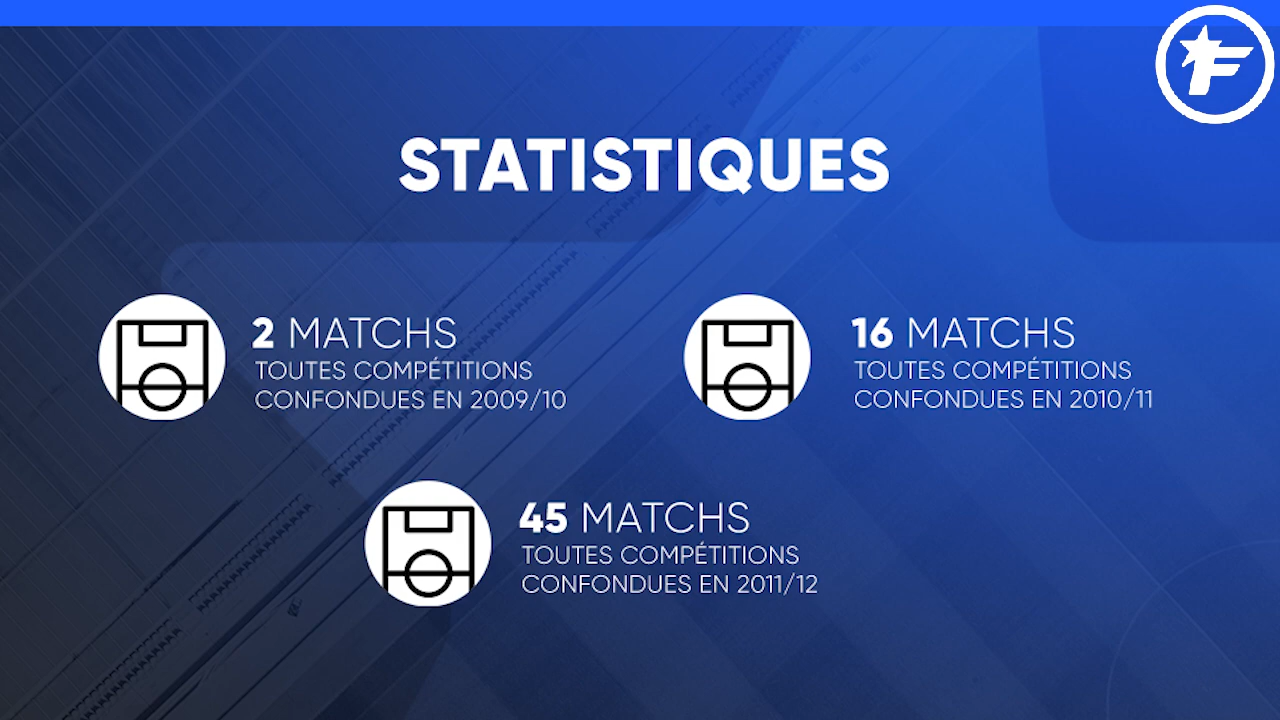 STATISTIQUES
2 MATCHS
TOUTES COMPÉTITIONS
CONFONDUES EN 2009/10
16 MATCHS
TOUTES COMPÉTITIONS
CONFONDUES EN 2010/11
45 MATCHS
TOUTES COMPÉTITIONS
CONFONDUES EN 2011/12